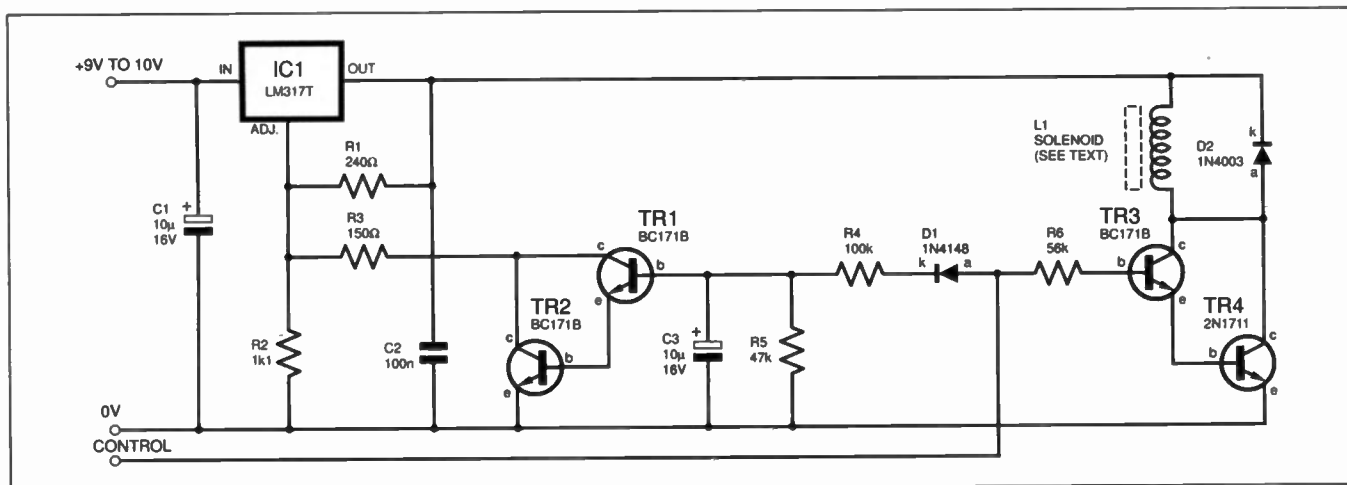 +9V TO 10V
IN
IC1
LM317T
OUT
ADJ.
R1
240Ω
R3
150Ω
C1
10µ
16V
+
R2
1k1
C2
100n
TR1
BC171B
c
b
e
TR2
BC171B
c
b
e
C3
10µ
16V
+
R5
47k
R4
100k
D1
1N4148
k
a
R6
56k
L1
SOLENOID
(SEE TEXT)
D2
1N4003
k
a
TR3
BC171B
c
b
e
TR4
2N1711
c
b
e
0V
CONTROL